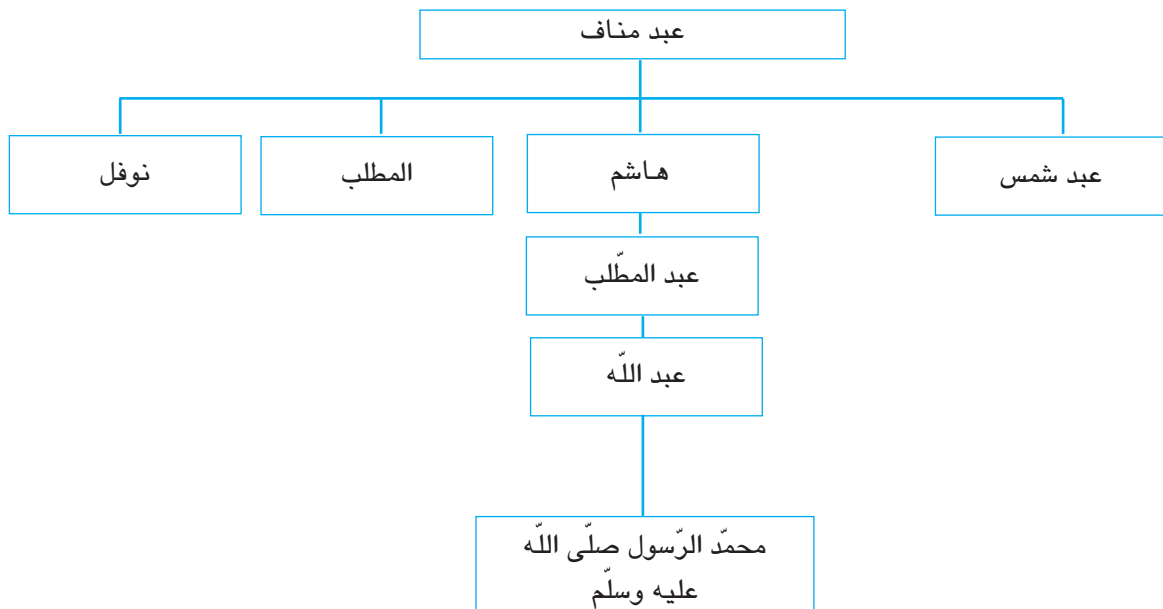 عبد مناف
عبد شمس
هاشم
المطلب
نوفل
عبد المطّلب
عبد اللّه
محمّد الرّسول صلّى اللّه
عليه وسلّم